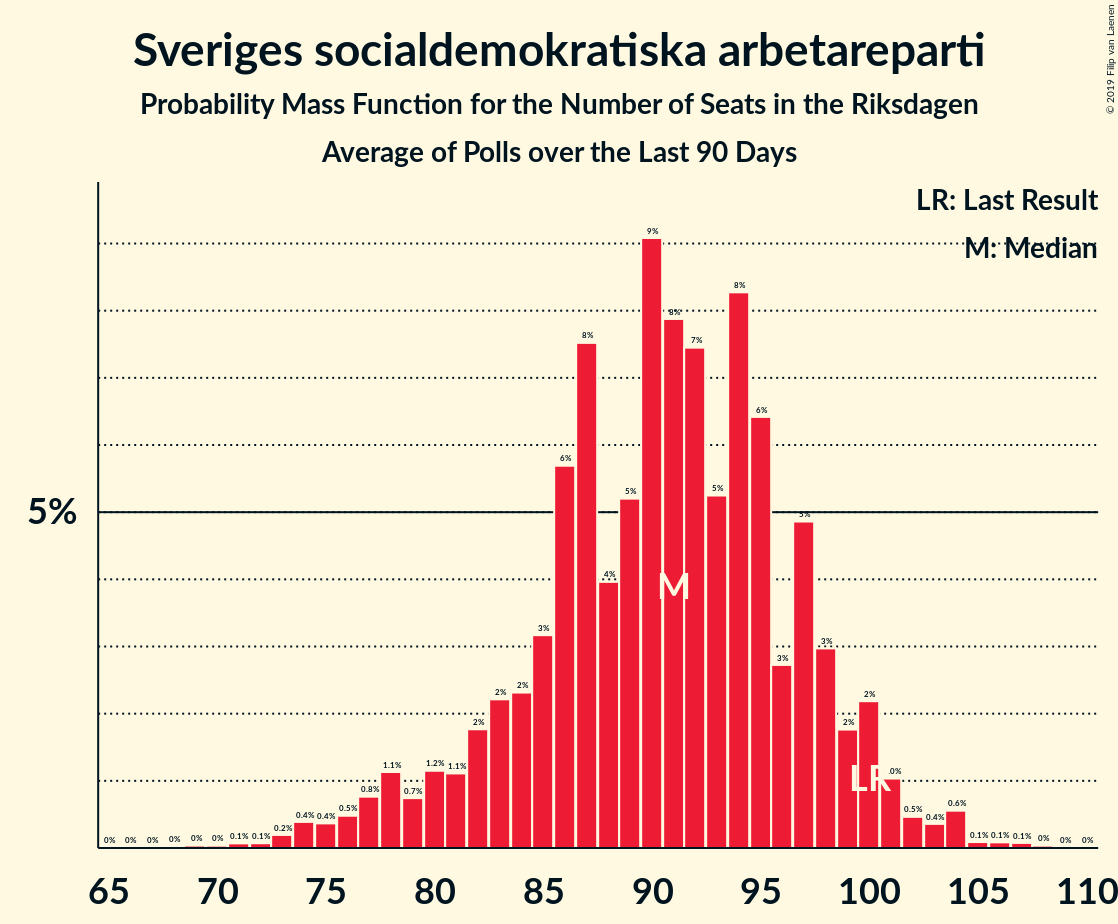 Sveriges socialdemokratiska arbetareparti
Probability Mass Function for the Number of Seats in the Riksdagen
Average of Polls over the Last 90 Days
© 2019 Filip van Laenen
LR: Last Result
M: Median
5%
0% 0% 0% 0% 0% 0% 0.1% 0.1% 0.2% 0.4% 0.4% 0.5% 0.8% 1.1% 0.7% 1.2% 1.1% 2% 2% 2% 3% 6% 8% 4% 5% 9% 8% 7% 5% 8% 6% 3% 5% 3% 2% 2% .0% 0.5% 0.4% 0.6% 0.1% 0.1% 0.1% 0% 0% 0%
M
LR
65 70 75 80 85 90 95 100 105 110